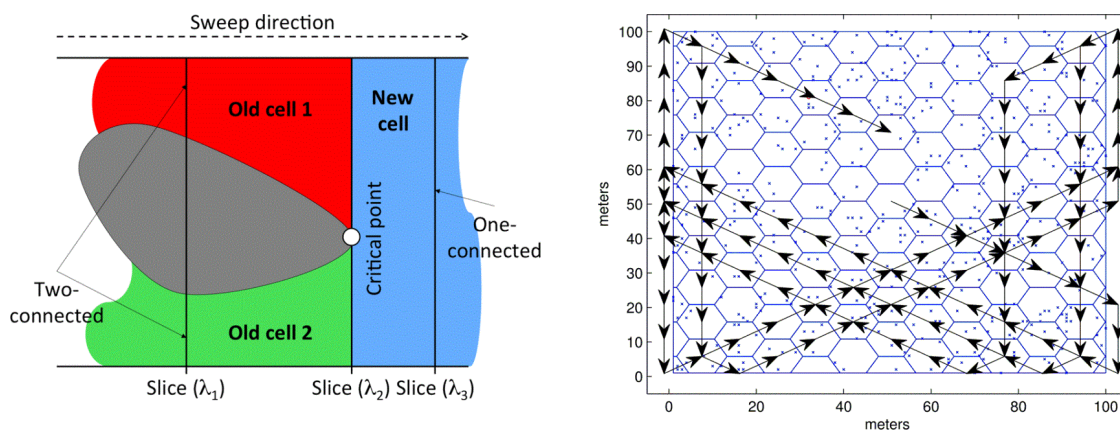 Sweep direction
Old cell 1
New
cell
Critical point
One-
connected
Two-
connected
Old cell 2
Slice (λ₁)
Slice (λ₂)
Slice (λ₃)
100
90
80
70
60
50
40
30
20
10
0
meters
0
20
40
60
80
100
meters